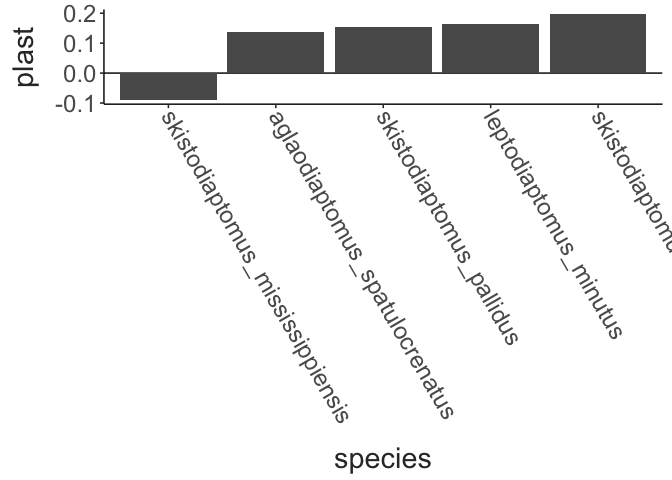 plast
0.2
0.1
0.0
-0.1
skistodiaptomus_mississippiensis
aglaodiaptomus_spatulocrenatus
skistodiaptomus_pallidus
leptodiaptomus_minutus
species